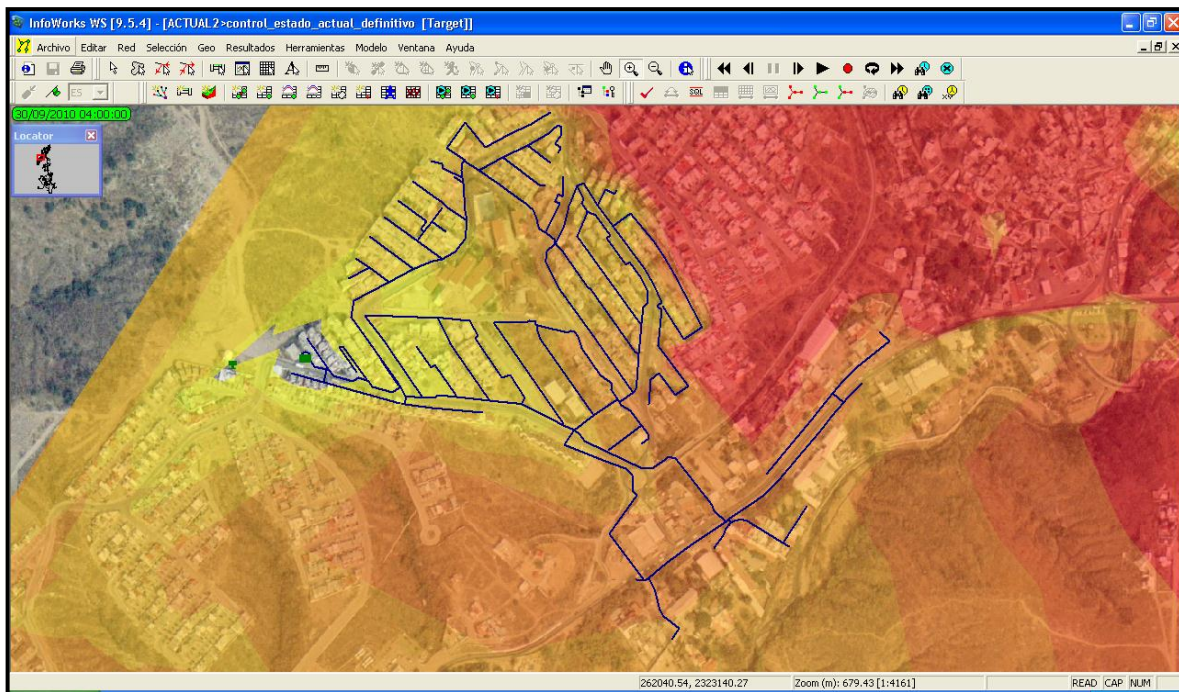 InfoWorks WS [9.5.4] - [ACTUAL2>control_estado_actual_definitivo [Target]]
Archivo Editar Red Selección Geo Resultados Herramientas Modelo Ventana Ayuda
ES
SQL
30/09/2010 04:00:00
Locator
262040.54, 2323140.27 Zoom (m): 679.43 [1:4161] READ CAP NUM